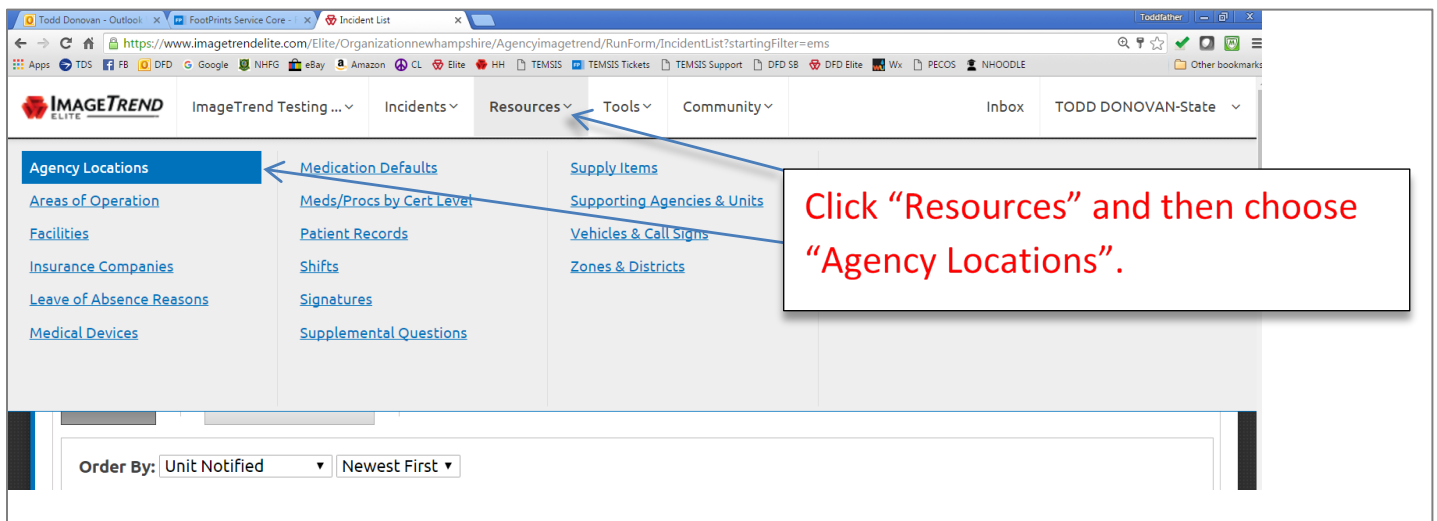 Todd Donovan - Outlook FootPrints Service Core - Incident List Toddfather
https://www.imagetrendelite.com/Elite/Organizationnewhampshire/Agencyimagetrend/RunForm/IncidentList?startingFilter=ems
Apps TDS FB DFD Google NHFG eBay Amazon CL Elite HH TEMSIS TEMSIS Tickets TEMSIS Support DFD SB DFD Elite Wx PECOS NHOODLE Other bookmarks
IMAGETREND ImageTrend Testing ... Incidents Resources Tools Community Inbox TODD DONOVAN-State
ELITE
Agency Locations Medication Defaults Supply Items
Areas of Operation Meds/Procs by Cert Level Supporting Agencies & Units
Facilities Patient Records Vehicles & Call Signs
Insurance Companies Shifts Zones & Districts
Leave of Absence Reasons Signatures
Medical Devices Supplemental Questions
Click “Resources” and then choose
“Agency Locations”.
Order By: Unit Notified Newest First